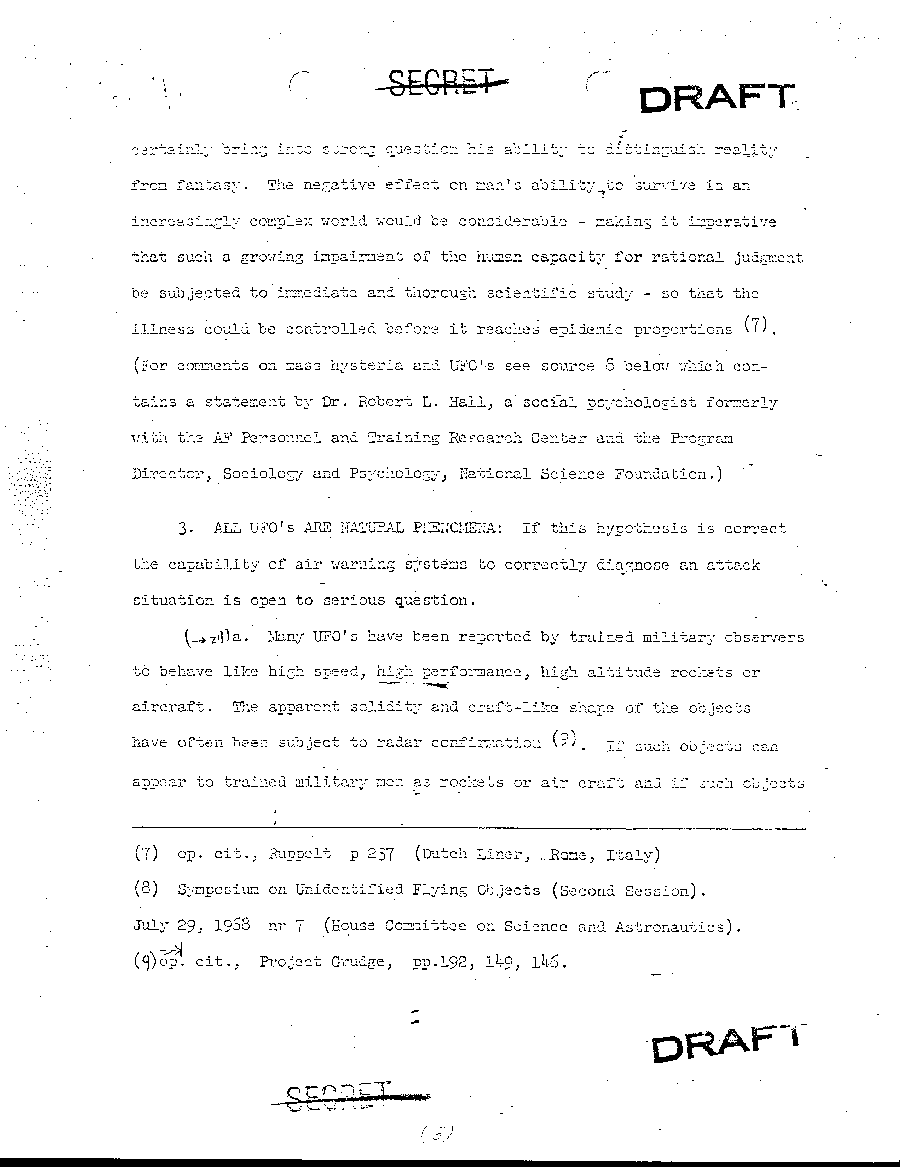 SECRET
DRAFT
certainly bring into strong question his ability to distinguish reality
from fantasy. The negative effect on man's ability to survive in an
increasingly complex world would be considerable - making it imperative
that such a growing impairment of the human capacity for rational judgment
be subjected to immediate and thorough scientific study - so that the
illness could be controlled before it reaches epidemic proportions (7).
(For comments on mass hysteria and UFO's see source 8 below which con-
tains a statement by Dr. Robert L. Hall, a social psychologist formerly
with the AF Personnel and Training Research Center and the Program
Director, Sociology and Psychology, National Science Foundation.)
3. ALL UFO's ARE NATURAL PHENOMENA: If this hypothesis is correct
the capability of air warning systems to correctly diagnose an attack
situation is open to serious question.
a. Many UFO's have been reported by trained military observers
to behave like high speed, high performance, high altitude rockets or
aircraft. The apparent solidity and craft-like shape of the objects
have often been subject to radar confirmation (9). If such objects can
appear to trained military men as rockets or air craft and if such objects
(7) op. cit., Ruppelt p 237 (Dutch Liner, Rome, Italy)
(8) Symposium on Unidentified Flying Objects (Second Session).
July 29, 1968 nr 7 (House Committee on Science and Astronautics).
(9) op. cit., Project Grudge, pp.192, 149, 146.
DRAFT
SECRET